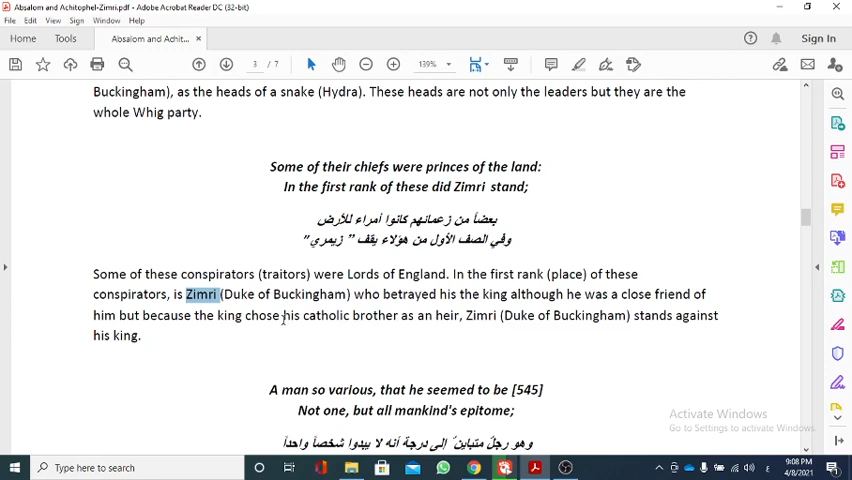 Absalom and Achitophel-Zimri.pdf - Adobe Acrobat Reader DC (32-bit)
File Edit View Sign Window Help
Home Tools Absalom and Achit... × Sign In
3 / 7 139%
Buckingham), as the heads of a snake (Hydra). These heads are not only the leaders but they are the
whole Whig party.
Some of their chiefs were princes of the land:
In the first rank of these did Zimri stand;
بعضاً من زعمائهم كانوا أمراء للأرض
وفي الصف الأول من هؤلاء يقف " زيمري"
Some of these conspirators (traitors) were Lords of England. In the first rank (place) of these
conspirators, is Zimri (Duke of Buckingham) who betrayed his the king although he was a close friend of
him but because the king chose his catholic brother as an heir, Zimri (Duke of Buckingham) stands against
his king.
A man so various, that he seemed to be [545]
Not one, but all mankind's epitome;
وهو رجلٌ متباينٌ إلى درجة أنه لا يبدوا شخصاً واحداً
Activate Windows
Go to Settings to activate Windows.
Type here to search
ع 9:08 PM
4/8/2021